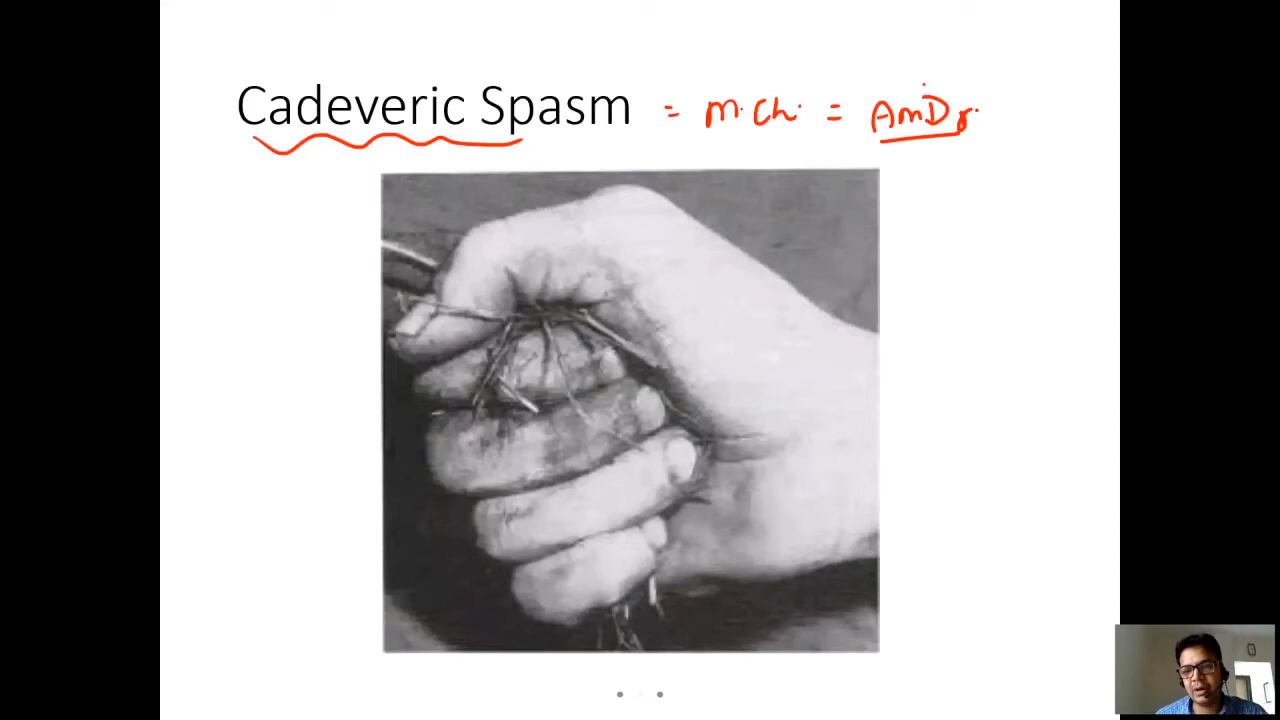 Cadeveric Spasm = M. Ch. = AMDr.